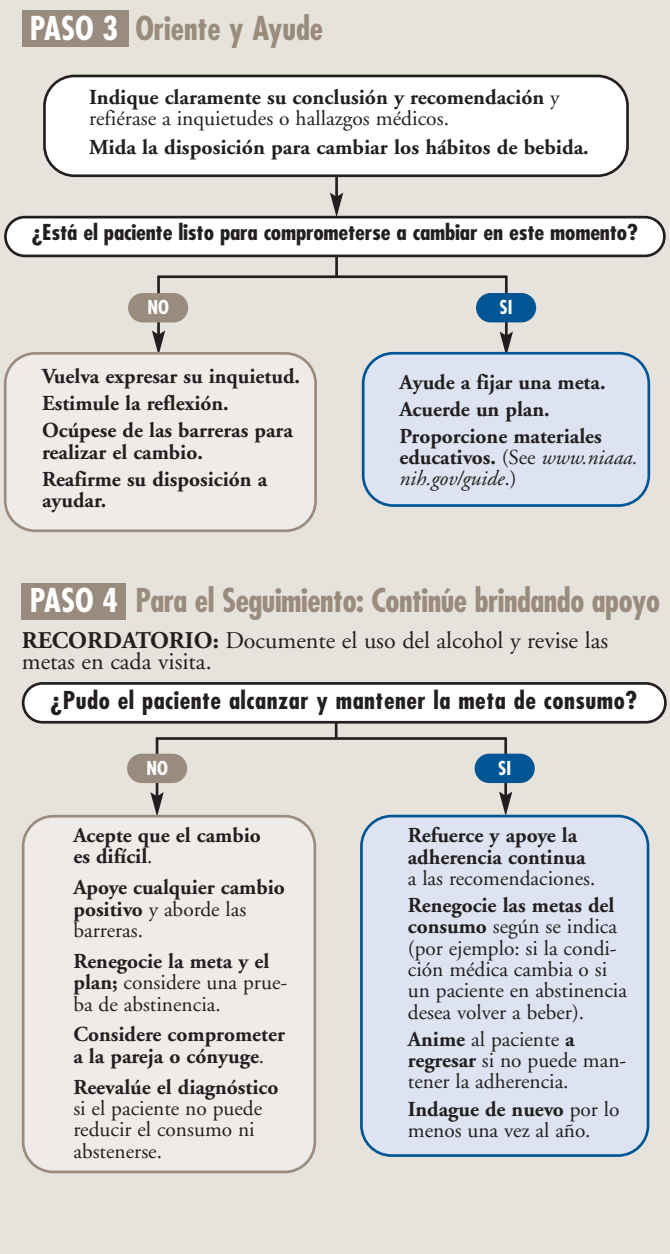 PASO 3 Oriente y Ayude
Indique claramente su conclusión y recomendación y
refiérase a inquietudes o hallazgos médicos.
Mida la disposición para cambiar los hábitos de bebida.
¿Está el paciente listo para comprometerse a cambiar en este momento?
NO
Vuelva expresar su inquietud.
Estimule la reflexión.
Ocúpese de las barreras para
realizar el cambio.
Reafirme su disposición a
ayudar.
SI
Ayude a fijar una meta.
Acuerde un plan.
Proporcione materiales
educativos. (See www.niaaa.
nih.gov/guide.)
PASO 4 Para el Seguimiento: Continúe brindando apoyo
RECORDATORIO: Documente el uso del alcohol y revise las
metas en cada visita.
¿Pudo el paciente alcanzar y mantener la meta de consumo?
NO
Acepte que el cambio
es difícil.
Apoye cualquier cambio
positivo y aborde las
barreras.
Renegocie la meta y el
plan; considere una prue-
ba de abstinencia.
Considere comprometer
a la pareja o cónyuge.
Reevalúe el diagnóstico
si el paciente no puede
reducir el consumo ni
abstenerse.
SI
Refuerce y apoye la
adherencia continua
a las recomendaciones.
Renegocie las metas del
consumo según se indica
(por ejemplo: si la condi-
ción médica cambia o si
un paciente en abstinencia
desea volver a beber).
Anime al paciente a
regresar si no puede man-
tener la adherencia.
Indague de nuevo por lo
menos una vez al año.